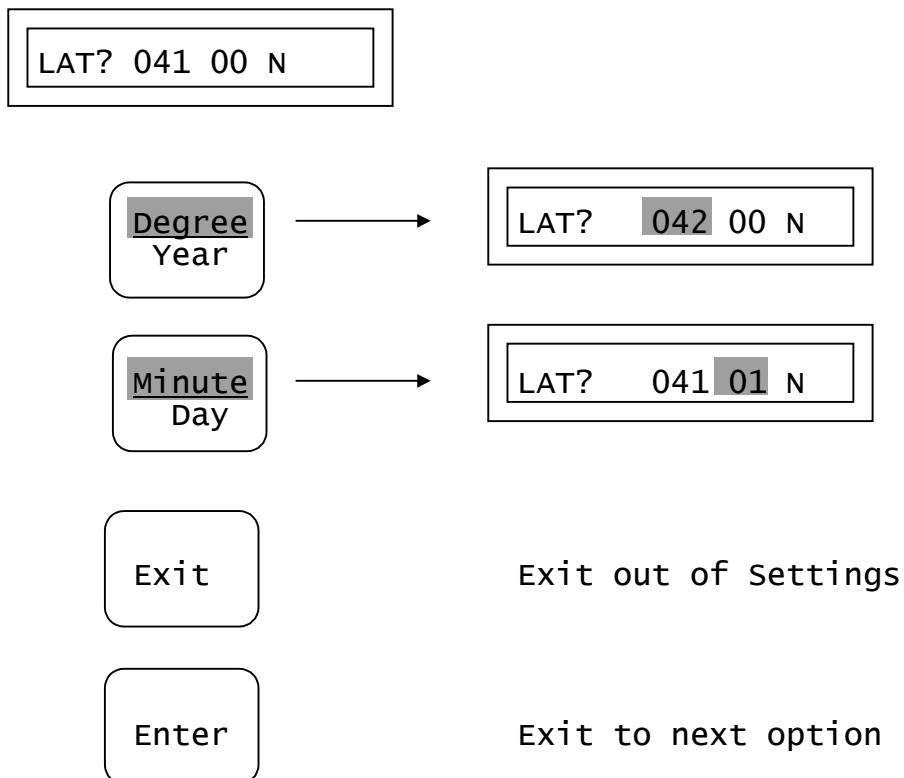 LAT? 041 00 N
Degree
Year
LAT? 042 00 N
Minute
Day
LAT? 041 01 N
Exit
Exit out of Settings
Enter
Exit to next option